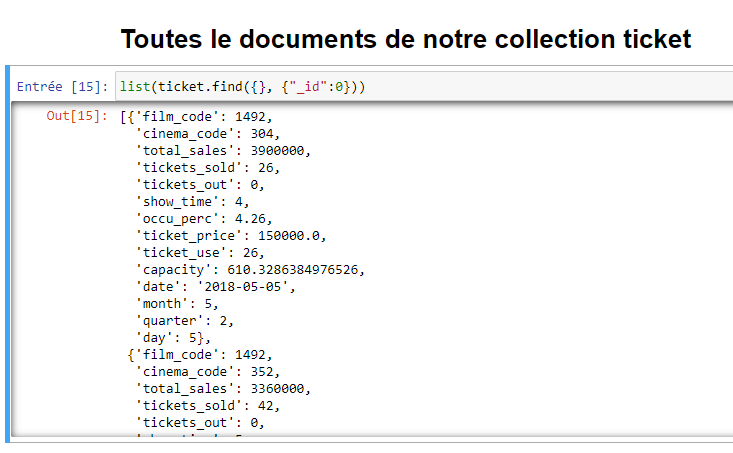 Toutes le documents de notre collection ticket
Entrée [15]: list(ticket.find({}, {"_id":0}))
Out[15]: [{'film_code': 1492,
'cinema_code': 304,
'total_sales': 3900000,
'tickets_sold': 26,
'tickets_out': 0,
'show_time': 4,
'occu_perc': 4.26,
'ticket_price': 150000.0,
'ticket_use': 26,
'capacity': 610.3286384976526,
'date': '2018-05-05',
'month': 5,
'quarter': 2,
'day': 5},
{'film_code': 1492,
'cinema_code': 352,
'total_sales': 3360000,
'tickets_sold': 42,
'tickets_out': 0,